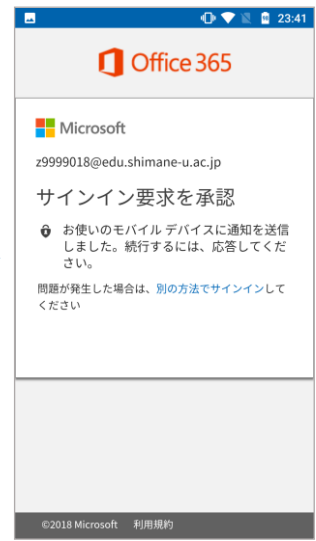 23:41
Office 365
Microsoft
z9999018@edu.shimane-u.ac.jp
サインイン要求を承認
お使いのモバイル デバイスに通知を送信
しました。続行するには、応答してくだ
さい。
問題が発生した場合は、別の方法でサインインして
ください
©2018 Microsoft 利用規約